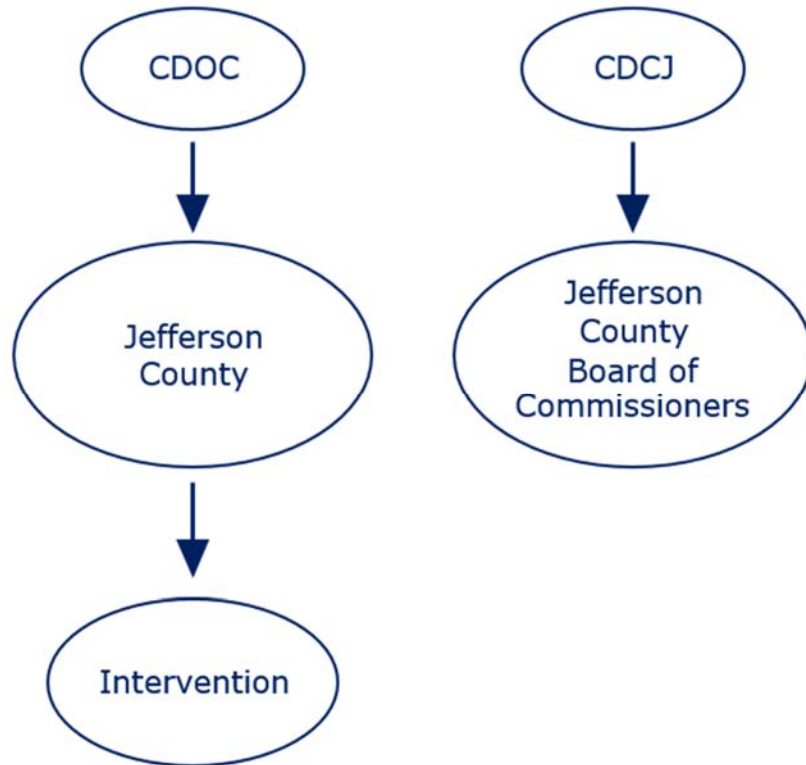 CDOC
CDCJ
Jefferson
County
Jefferson
County
Board of
Commissioners
Intervention